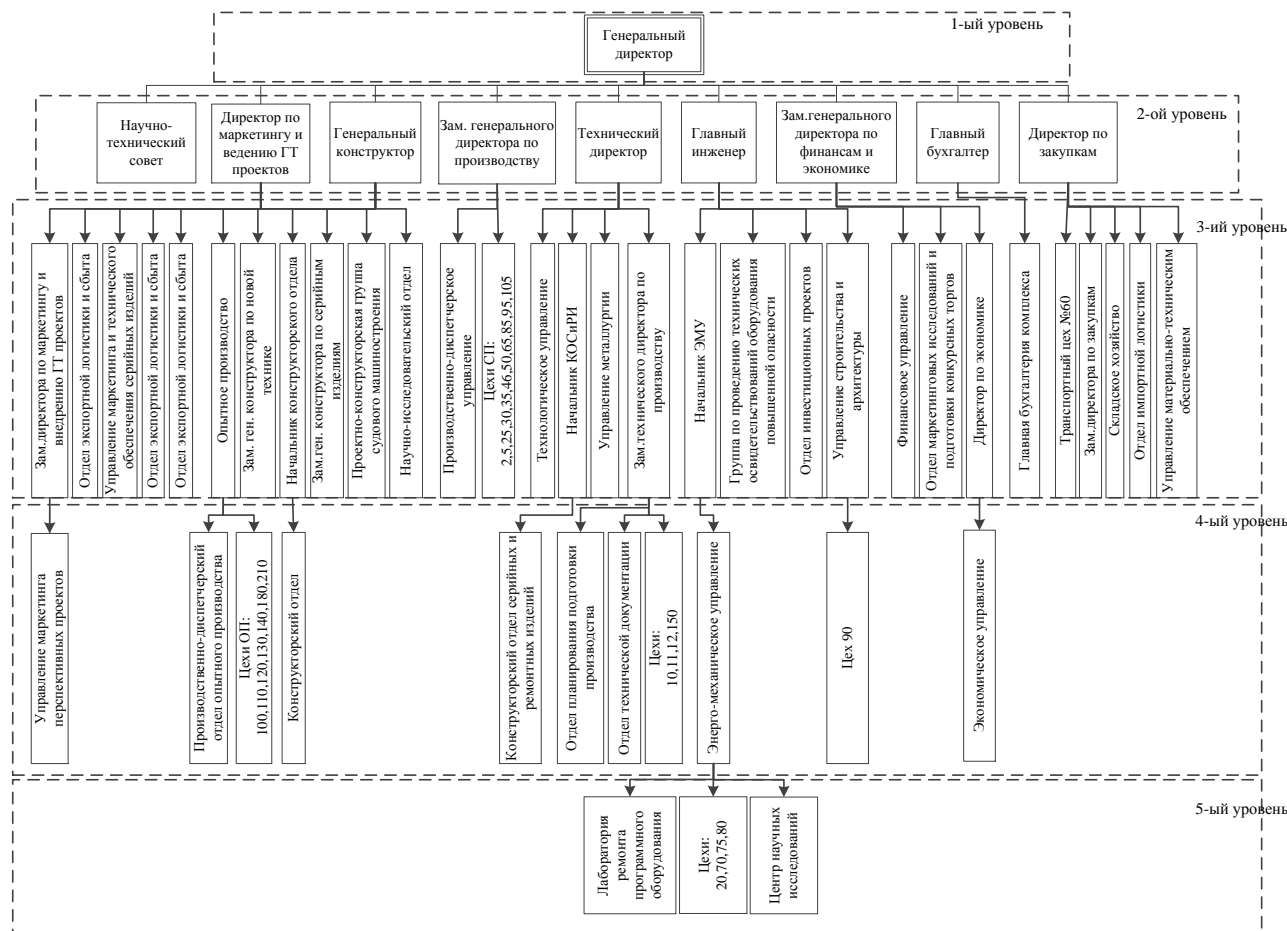 1-ый уровень
Генеральный
директор
2-ой уровень
Научно-
технический
совет
Директор по
маркетингу и
ведению ГТ
проектов
Генеральный
конструктор
Зам. генерального
директора по
производству
Технический
директор
Главный
инженер
Зам.генерального
директора по
финансам и
экономике
Главный
бухгалтер
Директор по
закупкам
3-ий уровень
Зам.директора по маркетингу и
внедрению ГТ проектов
Отдел экспортной логистики и сбыта
Управление маркетинга и технического
обеспечения серийных изделий
Отдел экспортной логистики и сбыта
Отдел экспортной логистики и сбыта
Опытное производство
Зам. ген. конструктора по новой
технике
Начальник конструкторского отдела
Зам.ген. конструктора по серийным
изделиям
Проектно-конструкторская группа
судового машиностроения
Научно-исследовательский отдел
Производственно-диспетчерское
управление
Цехи СП:
2,5,25,30,35,46,50,65,85,95,105
Технологическое управление
Начальник КОСиРИ
Управление металлургии
Зам.технического директора по
производству
Начальник ЭМУ
Группа по проведению технических
освидетельствований оборудования
повышенной опасности
Отдел инвестиционных проектов
Управление строительства и
архитектуры
Финансовое управление
Отдел маркетинговых исследований и
подготовки конкурсных торгов
Директор по экономике
Главная бухгалтерия комплекса
Транспортный цех №60
Зам.директора по закупкам
Складское хозяйство
Отдел импортной логистики
Управление материально-техническим
обеспечением
4-ый уровень
Управление маркетинга
перспективных проектов
Производственно-диспетчерский
отдел опытного производства
Цехи ОП:
100,110,120,130,140,180,210
Конструкторский отдел
Конструкторский отдел серийных и
ремонтных изделий
Отдел планирования подготовки
производства
Отдел технической документации
Цехи:
10,11,12,150
Энерго-механическое управление
Цех 90
Экономическое управление
5-ый уровень
Лаборатория
ремонта
программного
оборудования
Цехи:
20,70,75,80
Центр научных
исследований